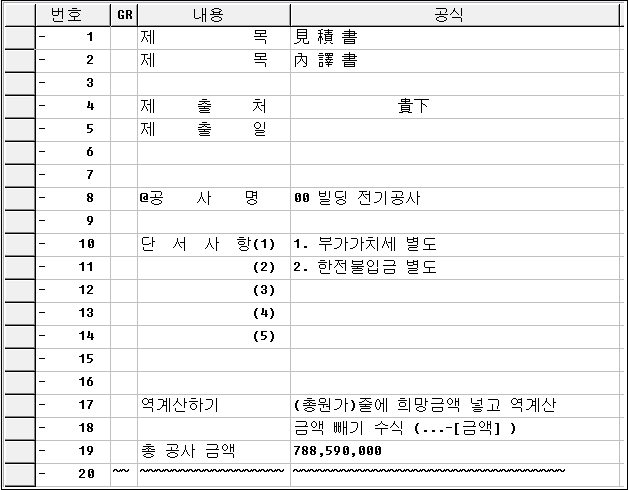 번호 GR 내용 공식
- 1 제 목 見 積 書
- 2 제 목 內 譯 書
- 3
- 4 제 출 처 貴下
- 5 제 출 일
- 6
- 7
- 8 @공 사 명 00 빌딩 전기공사
- 9
- 10 단 서 사 항(1) 1. 부가가치세 별도
- 11 (2) 2. 한전불입금 별도
- 12 (3)
- 13 (4)
- 14 (5)
- 15
- 16
- 17 역계산하기 (총원가)줄에 희망금액 넣고 역계산
- 18 금액 빼기 수식 (...-[금액] )
- 19 총 공사 금액 788,590,000
- 20 ~~ ~~~~~~~~~~~~~~~~~~ ~~~~~~~~~~~~~~~~~~~~~~~~~~~~~~~~~~